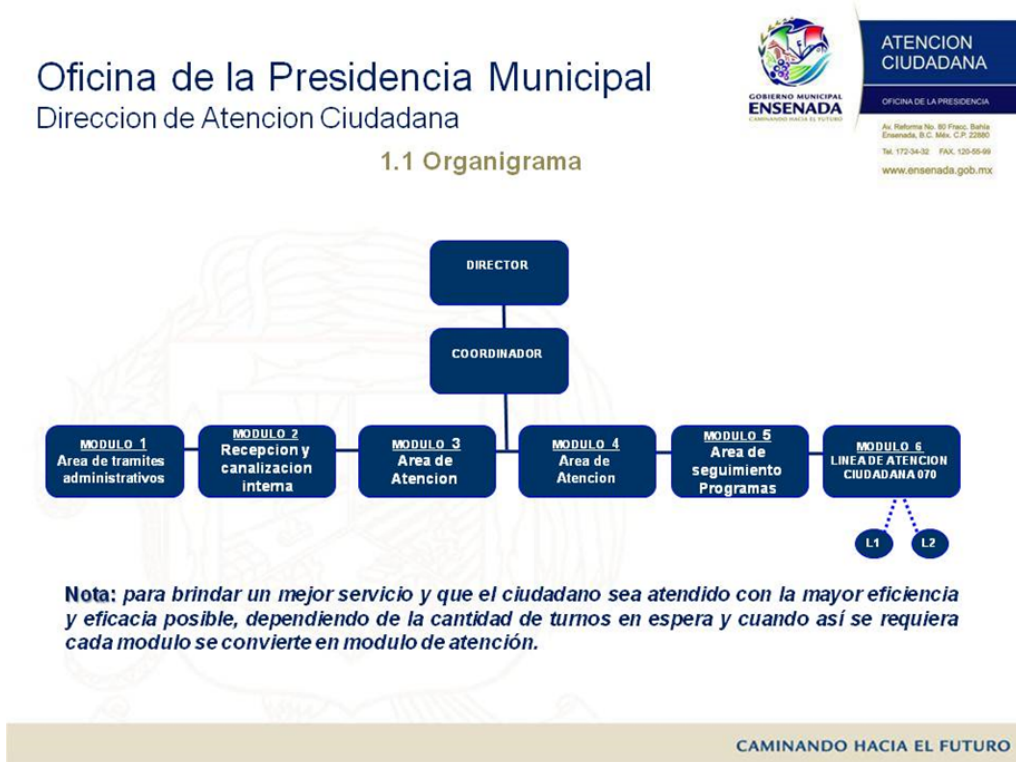 Oficina de la Presidencia Municipal
Direccion de Atencion Ciudadana
1.1 Organigrama
GOBIERNO MUNICIPAL
ENSENADA
CAMINANDO HACIA EL FUTURO
ATENCION
CIUDADANA
OFICINA DE LA PRESIDENCIA
Av. Reforma No. 80 Fracc. Bahia
Ensenada, B.C. Méx. C.P. 22880
Tel. 172-34-32 FAX. 120-55-99
www.ensenada.gob.mx
DIRECTOR
COORDINADOR
MODULO 1
Area de tramites
administrativos
MODULO 2
Recepcion y
canalizacion
interna
MODULO 3
Area de
Atencion
MODULO 4
Area de
Atencion
MODULO 5
Area de
seguimiento
Programas
MODULO 6
LINEA DE ATENCION
CIUDADANA 070
L1
L2
Nota: para brindar un mejor servicio y que el ciudadano sea atendido con la mayor eficiencia
y eficacia posible, dependiendo de la cantidad de turnos en espera y cuando así se requiera
cada modulo se convierte en modulo de atención.
CAMINANDO HACIA EL FUTURO